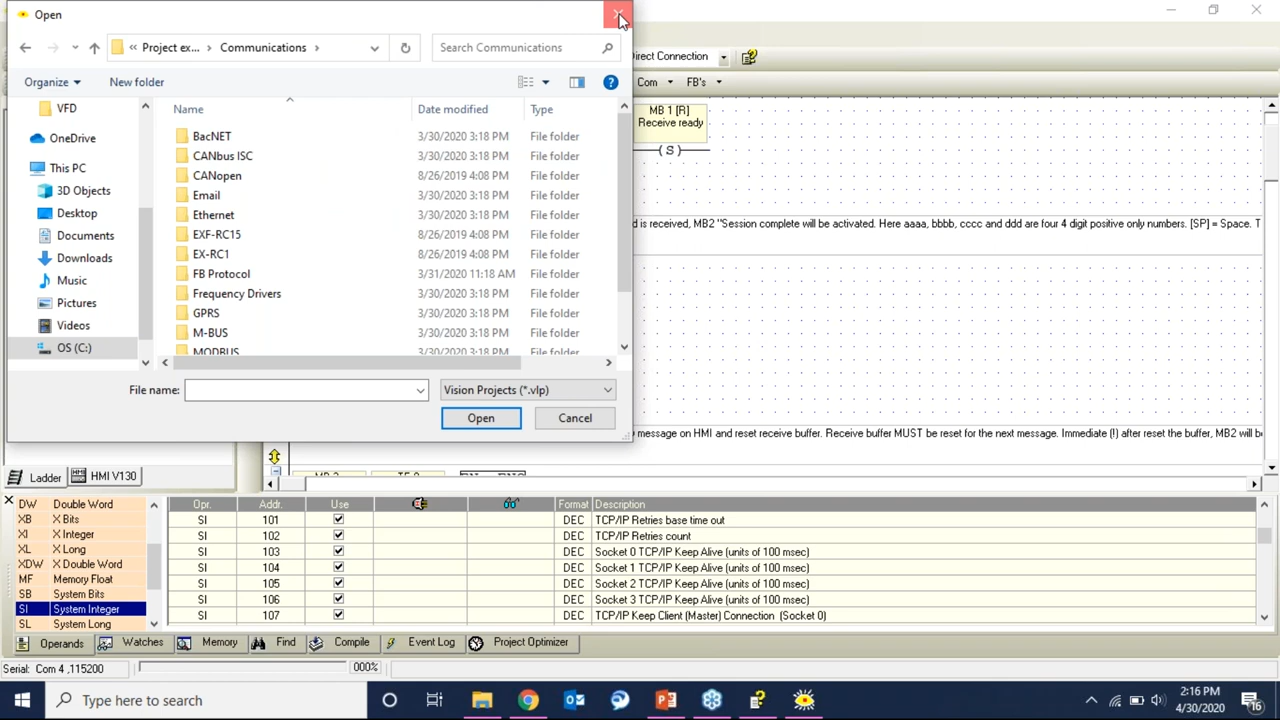 Open
« Project ex... › Communications ›
Search Communications
Organize
New folder
Name
Date modified
Type
VFD
OneDrive
This PC
3D Objects
Desktop
Documents
Downloads
Music
Pictures
Videos
OS (C:)
BacNET 3/30/2020 3:18 PM File folder
CANbus ISC 3/30/2020 3:18 PM File folder
CANopen 8/26/2019 4:08 PM File folder
Email 3/30/2020 3:18 PM File folder
Ethernet 3/30/2020 3:18 PM File folder
EXF-RC15 8/26/2019 4:08 PM File folder
EX-RC1 8/26/2019 4:08 PM File folder
FB Protocol 3/31/2020 11:18 AM File folder
Frequency Drivers 3/30/2020 3:18 PM File folder
GPRS 3/30/2020 3:18 PM File folder
M-BUS 3/30/2020 3:18 PM File folder
MODBUS 3/30/2020 3:18 PM File folder
File name:
Vision Projects (*.vlp)
Open
Cancel
irect Connection
Com
FB's
MB 1 [R]
Receive ready
( S )
d is received, MB2 "Session complete will be activated. Here aaaa, bbbb, cccc and ddd are four 4 digit positive only numbers. [SP] = Space. T
message on HMI and reset receive buffer. Receive buffer MUST be reset for the next message. Immediate (!) after reset the buffer, MB2 will b
Ladder
HMI V130
DW Double Word
XB X Bits
XI X Integer
XL X Long
XDW X Double Word
MF Memory Float
SB System Bits
SI System Integer
SL System Long
Opr. Addr. Use Format Description
SI 101 DEC TCP/IP Retries base time out
SI 102 DEC TCP/IP Retries count
SI 103 DEC Socket 0 TCP/IP Keep Alive (units of 100 msec)
SI 104 DEC Socket 1 TCP/IP Keep Alive (units of 100 msec)
SI 105 DEC Socket 2 TCP/IP Keep Alive (units of 100 msec)
SI 106 DEC Socket 3 TCP/IP Keep Alive (units of 100 msec)
SI 107 DEC TCP/IP Keep Client (Master) Connection (Socket 0)
Operands
Watches
Memory
Find
Compile
Event Log
Project Optimizer
Serial: Com 4 ,115200
000%
Type here to search
2:16 PM
4/30/2020
16